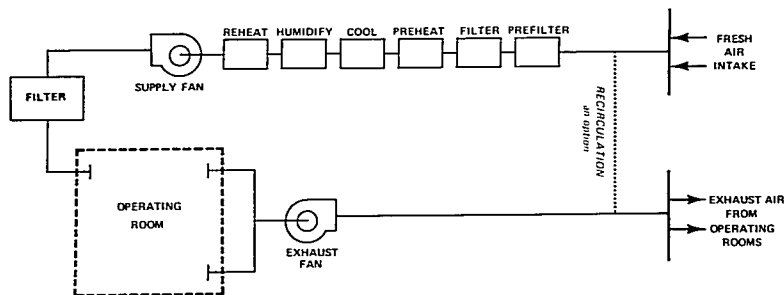 REHEAT HUMIDIFY COOL PREHEAT FILTER PREFILTER
FRESH
AIR
INTAKE
SUPPLY FAN
FILTER
RECIRCULATION
an option
OPERATING
ROOM
EXHAUST
FAN
EXHAUST AIR
FROM
OPERATING
ROOMS